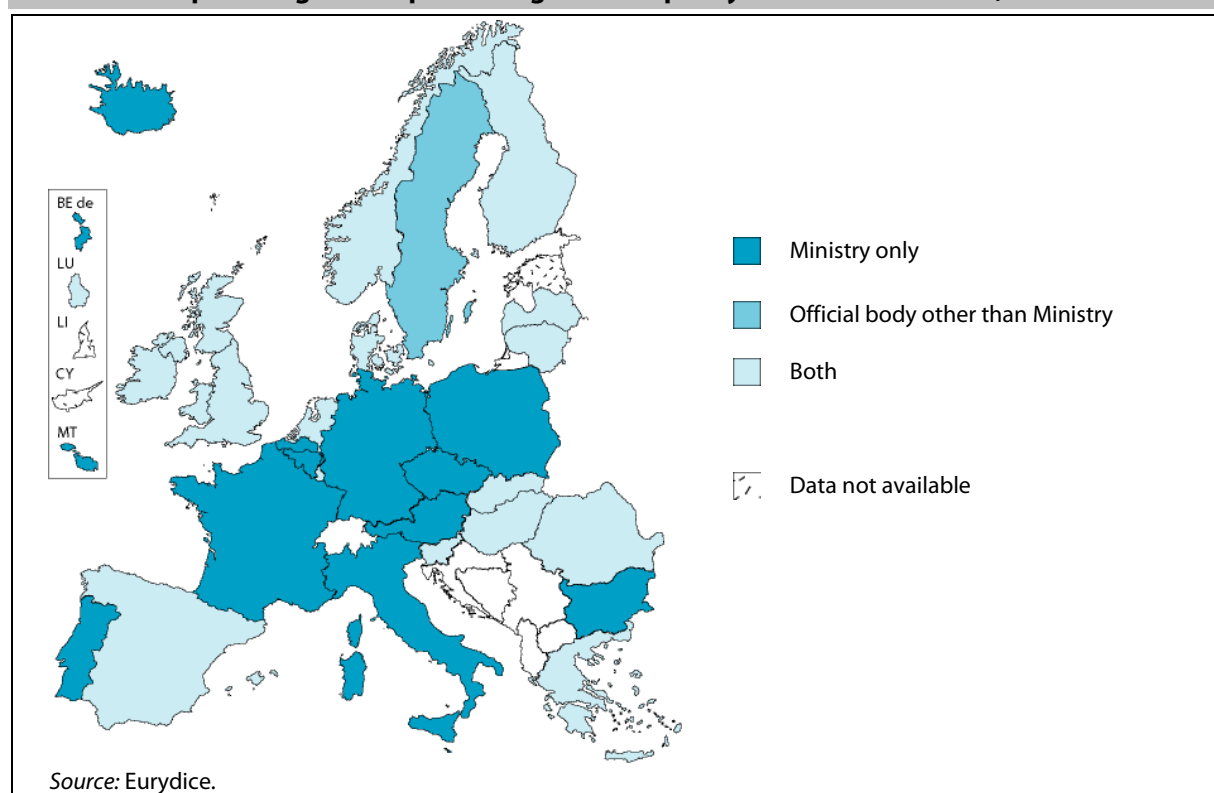 BE de
LU
LI
CY
MT
Ministry only
Official body other than Ministry
Both
Data not available
Source: Eurydice.